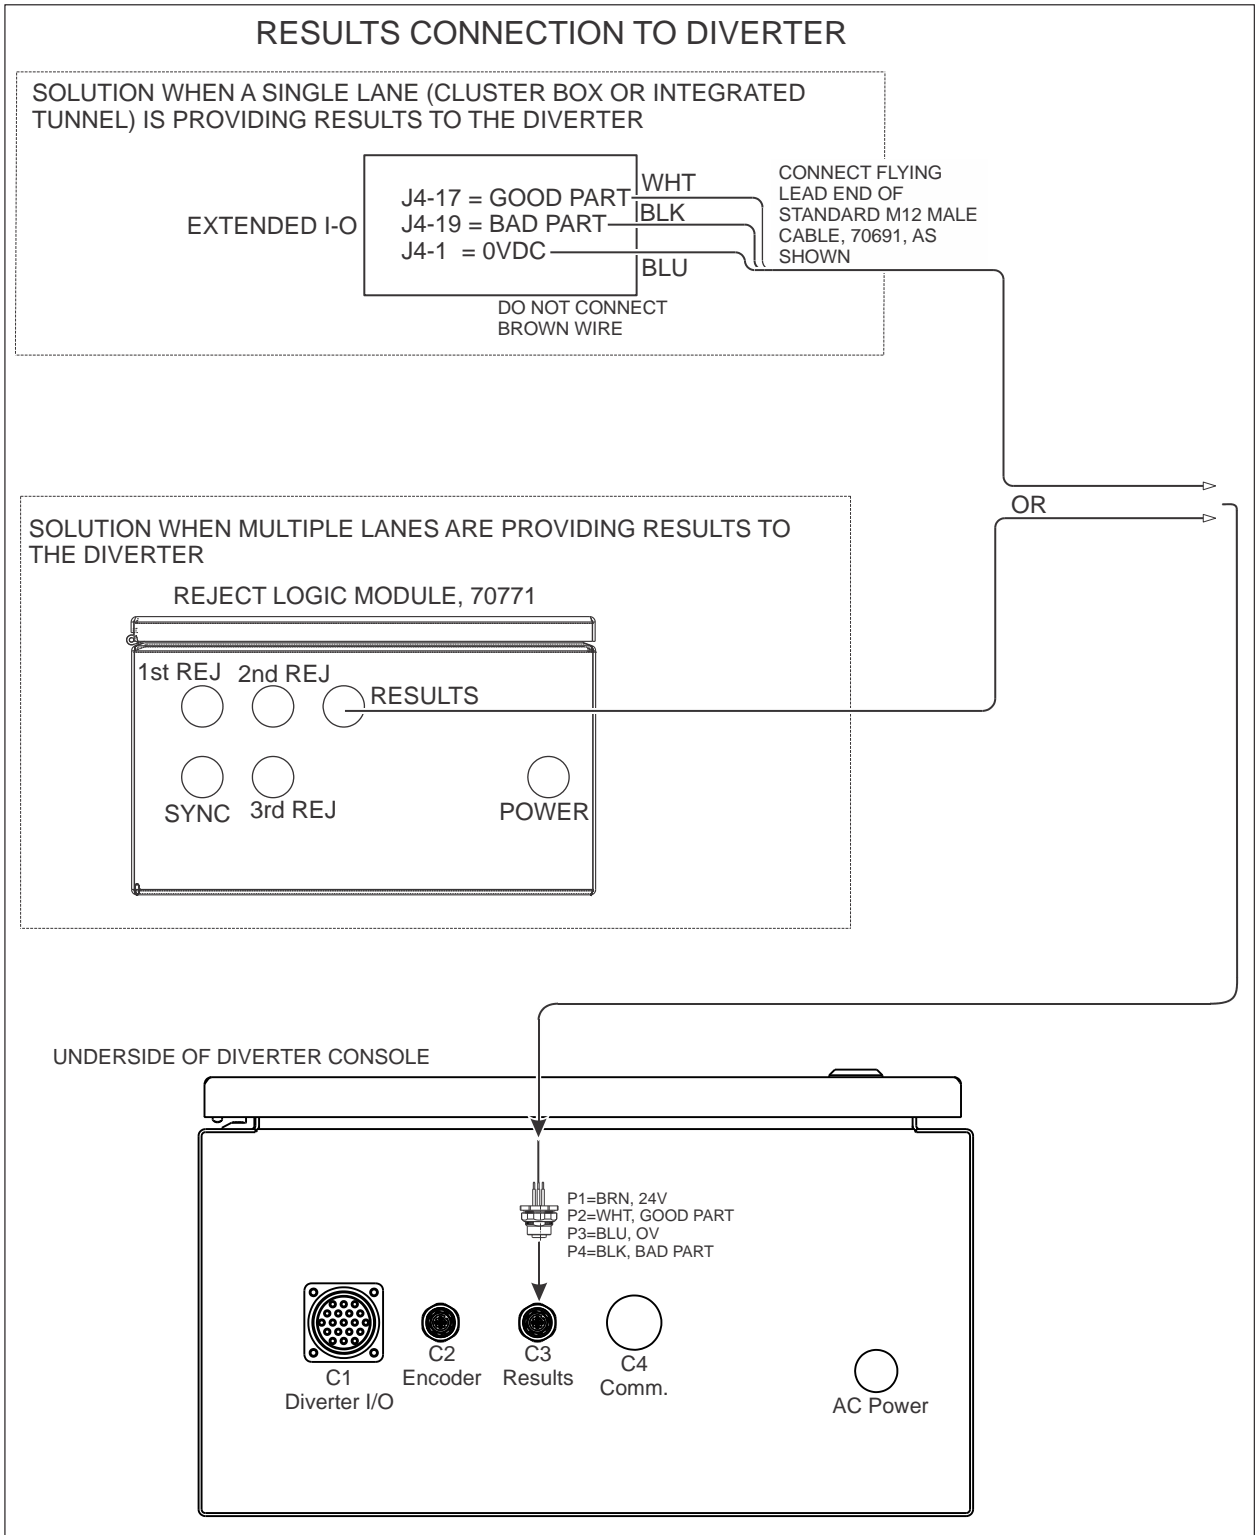 RESULTS CONNECTION TO DIVERTER
SOLUTION WHEN A SINGLE LANE (CLUSTER BOX OR INTEGRATED
TUNNEL) IS PROVIDING RESULTS TO THE DIVERTER
EXTENDED I-O
J4-17 = GOOD PART
J4-19 = BAD PART
J4-1 = 0VDC
WHT
BLK
BLU
CONNECT FLYING
LEAD END OF
STANDARD M12 MALE
CABLE, 70691, AS
SHOWN
DO NOT CONNECT
BROWN WIRE
OR
SOLUTION WHEN MULTIPLE LANES ARE PROVIDING RESULTS TO
THE DIVERTER
REJECT LOGIC MODULE, 70771
1st REJ
2nd REJ
RESULTS
SYNC
3rd REJ
POWER
UNDERSIDE OF DIVERTER CONSOLE
P1=BRN, 24V
P2=WHT, GOOD PART
P3=BLU, OV
P4=BLK, BAD PART
C1
Diverter I/O
C2
Encoder
C3
Results
C4
Comm.
AC Power